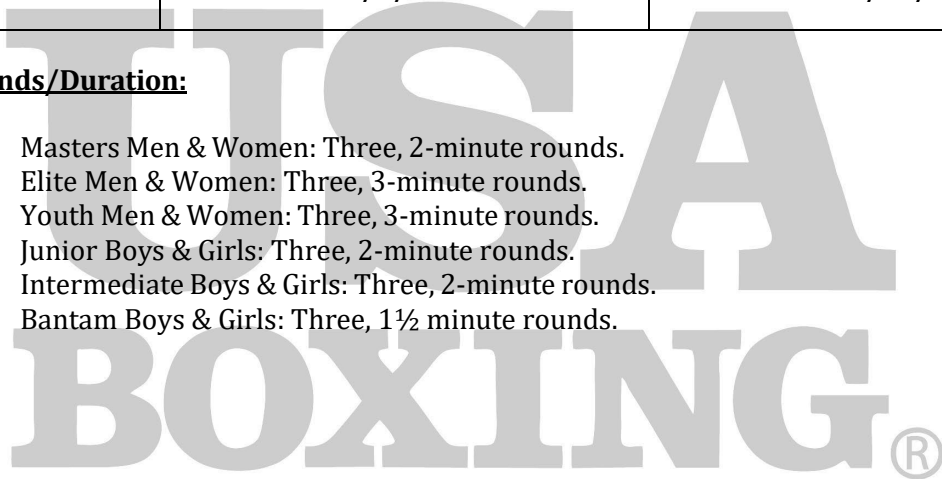 nds/Duration:
Masters Men & Women: Three, 2-minute rounds.
Elite Men & Women: Three, 3-minute rounds.
Youth Men & Women: Three, 3-minute rounds.
Junior Boys & Girls: Three, 2-minute rounds.
Intermediate Boys & Girls: Three, 2-minute rounds.
Bantam Boys & Girls: Three, 1½ minute rounds.
USA
BOXING®